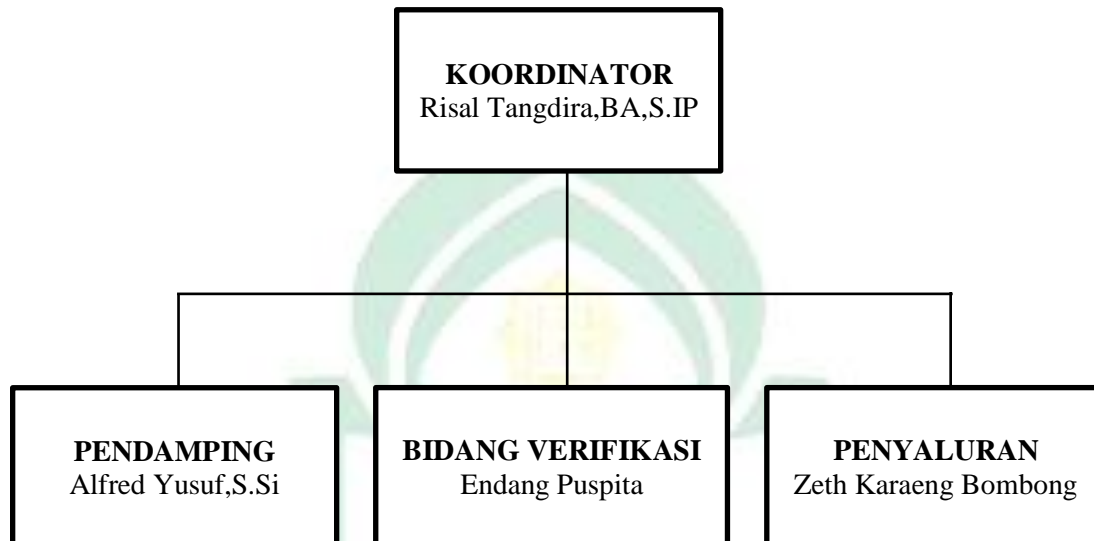 KOORDINATOR
Risal Tangdira,BA,S.IP
PENDAMPING
Alfred Yusuf,S.Si
BIDANG VERIFIKASI
Endang Puspita
PENYALURAN
Zeth Karaeng Bombong